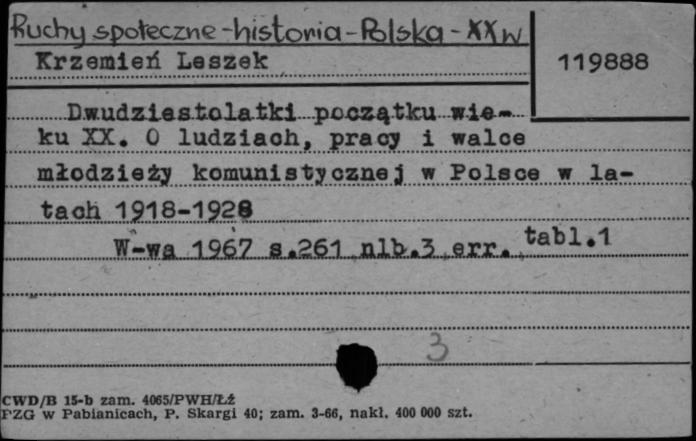 Ruchy społeczne-historia-Polska-XXw
Krzemień Leszek
119888
Dwudziestolatki początku wie-
ku XX. O ludziach, pracy i walce
młodzieży komunistycznej w Polsce w la-
tach 1918-1928
W-wa 1967 s.261 nlb.3 err. tabl.1
3
CWD/B 15-b zam. 4065/PWH/Łź
PZG w Pabianicach, P. Skargi 40; zam. 3-66, nakł. 400 000 szt.